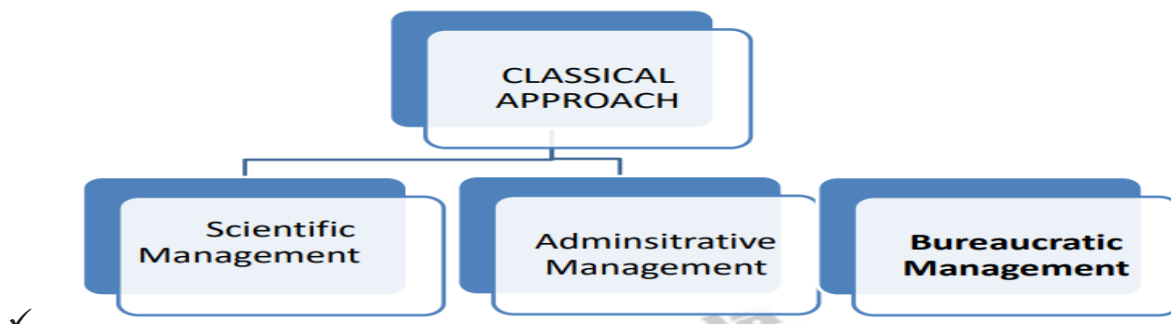 CLASSICAL
APPROACH
Scientific
Management
Adminsitrative
Management
Bureaucratic
Management